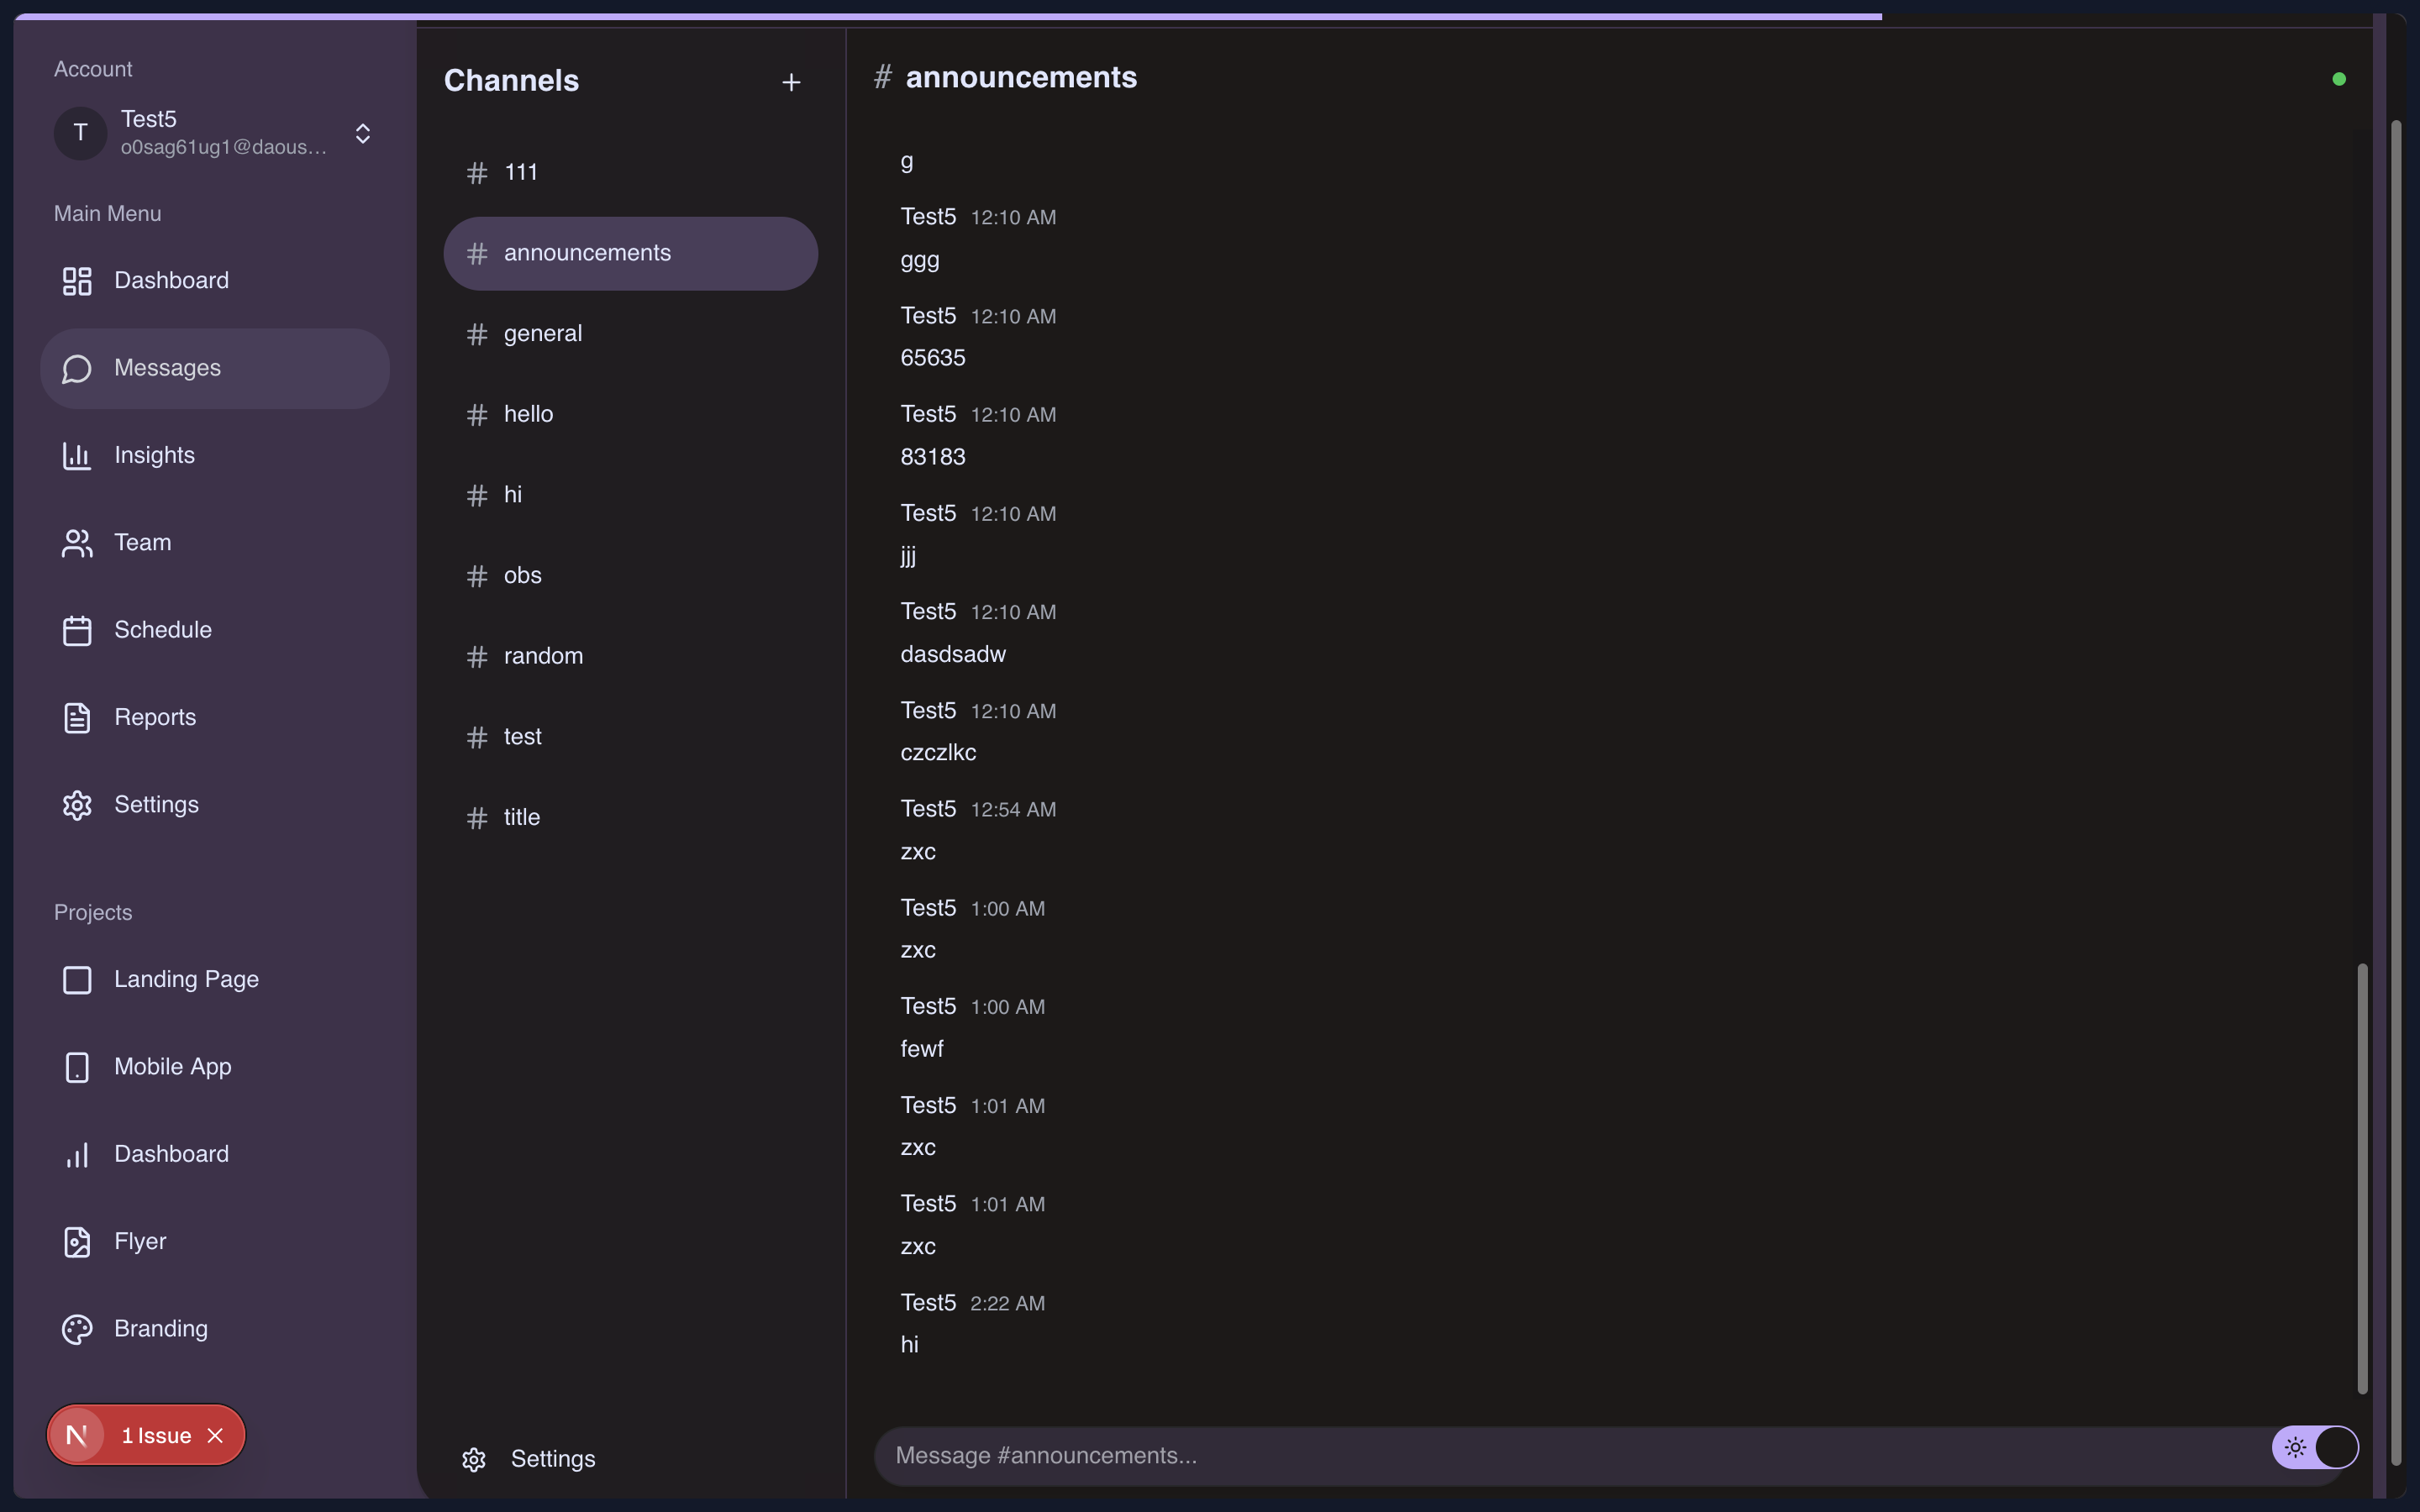 Account
T
Test5
o0sag61ug1@daous...
Main Menu
Dashboard
Messages
Insights
Team
Schedule
Reports
Settings
Projects
Landing Page
Mobile App
Dashboard
Flyer
Branding
N
1 Issue
Channels
# 111
# announcements
# general
# hello
# hi
# obs
# random
# test
# title
Settings
# announcements
g
Test5 12:10 AM
ggg
Test5 12:10 AM
65635
Test5 12:10 AM
83183
Test5 12:10 AM
jjj
Test5 12:10 AM
dasdsadw
Test5 12:10 AM
czczlkc
Test5 12:54 AM
zxc
Test5 1:00 AM
zxc
Test5 1:00 AM
fewf
Test5 1:01 AM
zxc
Test5 1:01 AM
zxc
Test5 2:22 AM
hi
Message #announcements...